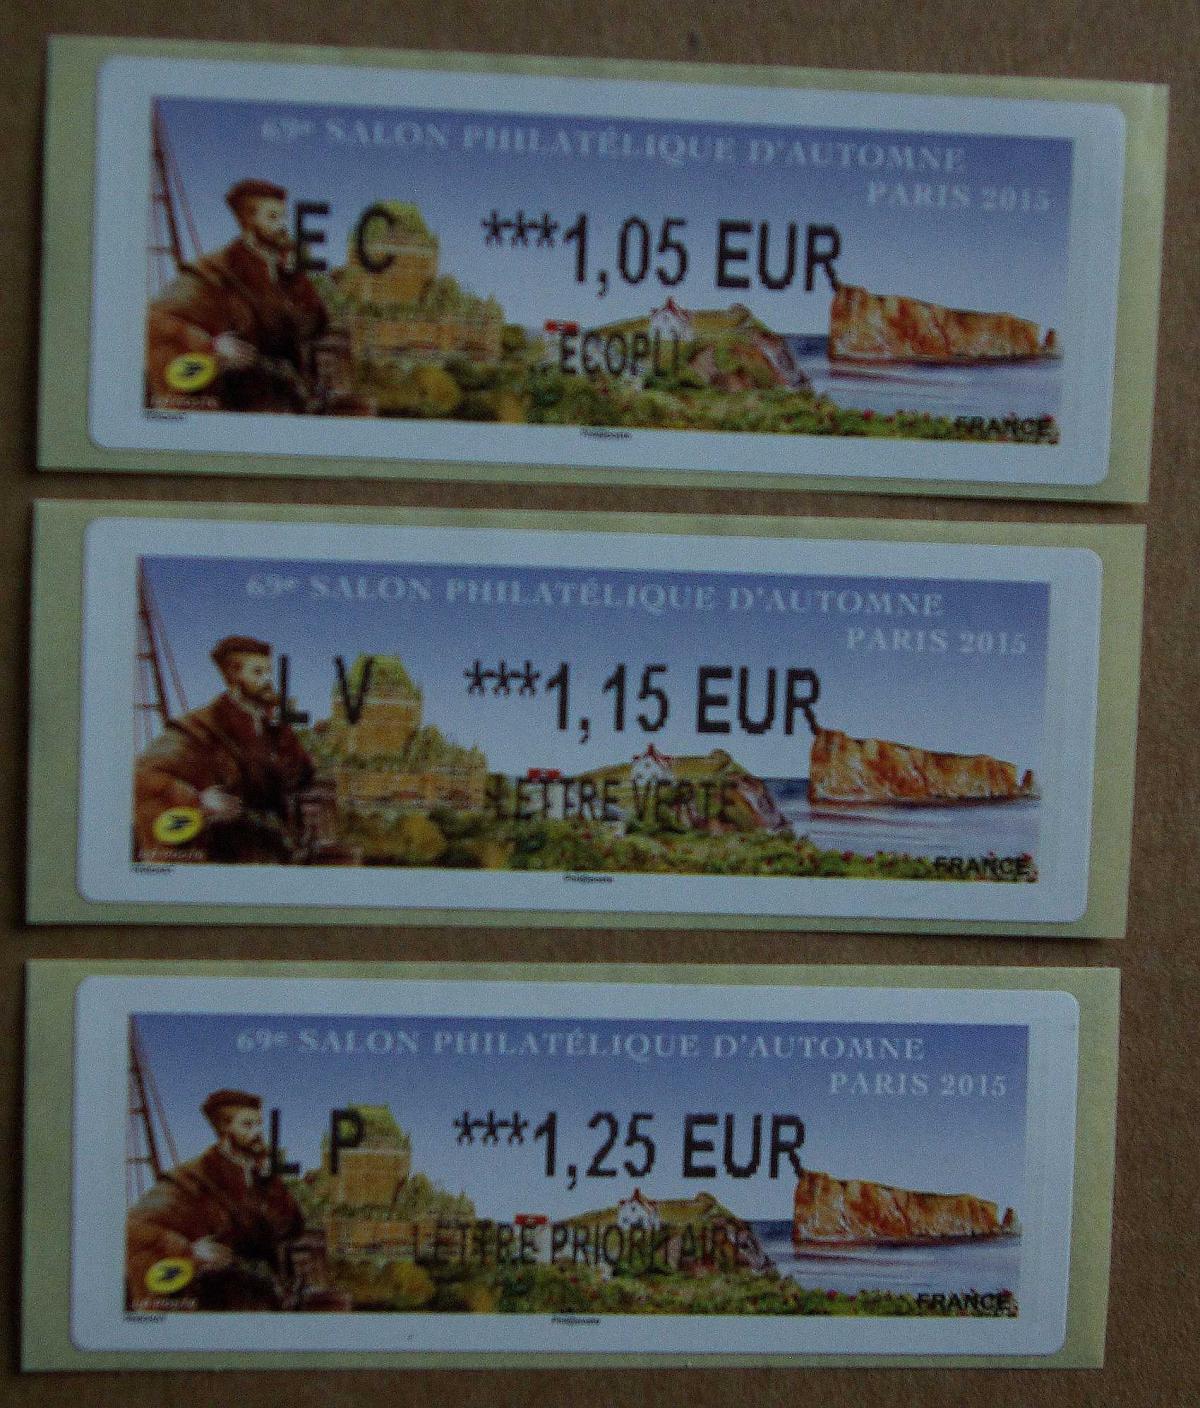 69e SALON PHILATÉLIQUE D'AUTOMNE
PARIS 2015
E C ***1,05 EUR
ECOPLI
FRANCE
69e SALON PHILATÉLIQUE D'AUTOMNE
PARIS 2015
L V ***1,15 EUR
LETTRE VERTE
FRANCE
69e SALON PHILATÉLIQUE D'AUTOMNE
PARIS 2015
L P ***1,25 EUR
LETTRE PRIORITAIRE
FRANCE